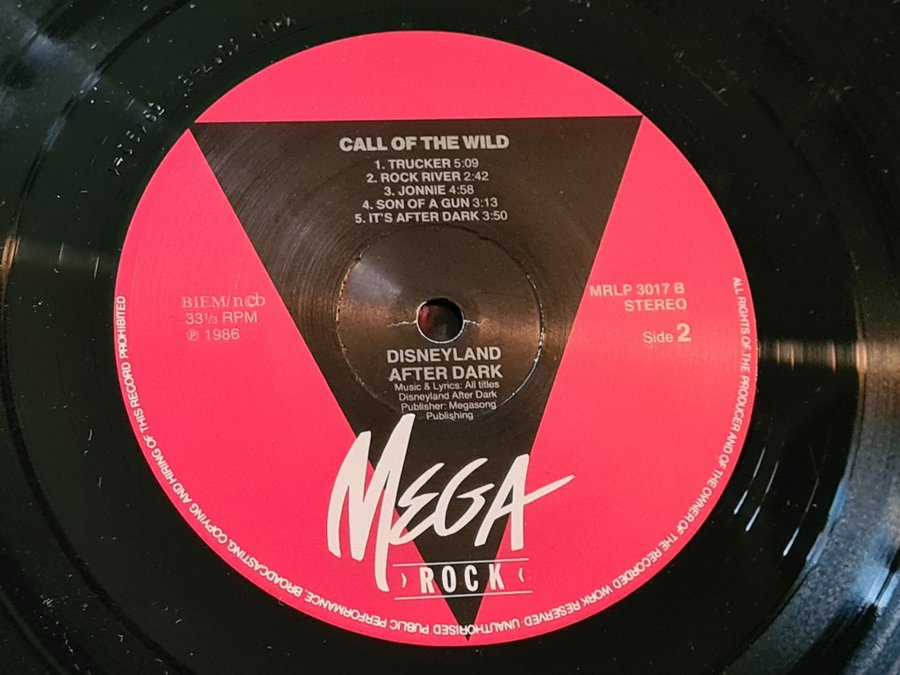 CALL OF THE WILD
1. TRUCKER 5:09
2. ROCK RIVER 2:42
3. JONNIE 4:58
4. SON OF A GUN 3:13
5. IT'S AFTER DARK 3:50
BIEM/ncb
33 1/3 RPM
℗ 1986
MRLP 3017 B
STEREO
Side 2
DISNEYLAND
AFTER DARK
Music & Lyrics: All titles
Disneyland After Dark
Publisher: Megasong
Publishing
MEGA
ROCK
ALL RIGHTS OF THE PRODUCER AND OF THE OWNER OF THE RECORDED WORK RESERVED · UNAUTHORISED PUBLIC PERFORMANCE, BROADCASTING, COPYING AND HIRING OF THIS RECORD PROHIBITED